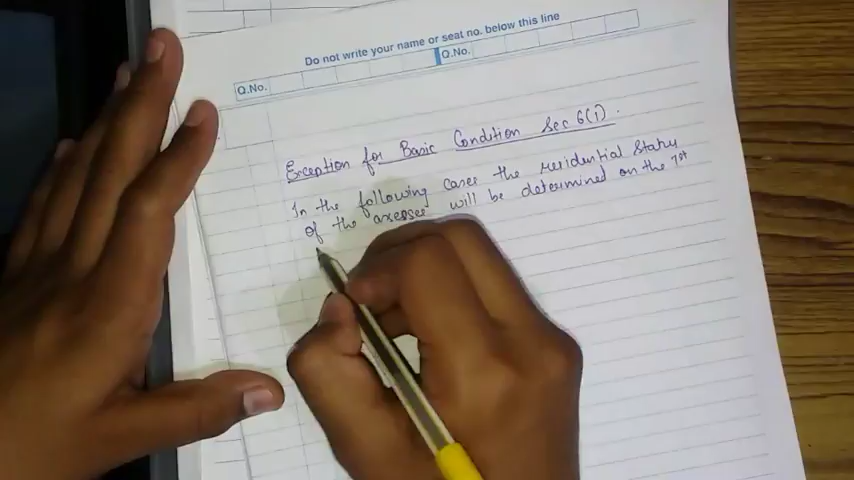 Do not write your name or seat no. below this line
Q.No. Q.No.
Exception for Basic Condition Sec 6(1).
In the following cases the residential Status
of the assesses will be determined on the 1st